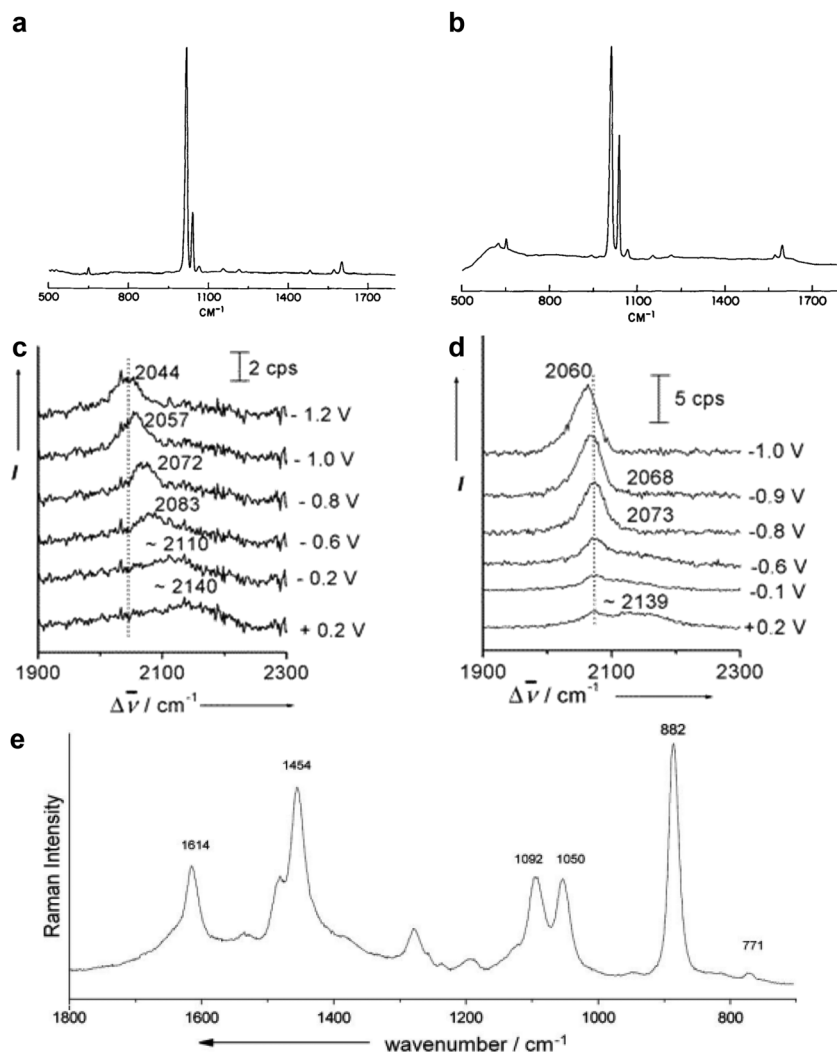 a
500 800 1100 1400 1700
CM⁻¹
b
500 800 1100 1400 1700
CM⁻¹
c
2 cps
2044
2057
2072
2083
~ 2110
~ 2140
- 1.2 V
- 1.0 V
- 0.8 V
- 0.6 V
- 0.2 V
+ 0.2 V
I
1900 2100 2300
Δν̄ / cm⁻¹
d
5 cps
2060
2068
2073
~ 2139
-1.0 V
-0.9 V
-0.8 V
-0.6 V
-0.1 V
+0.2 V
I
1900 2100 2300
Δν̄ / cm⁻¹
e
882
1454
1614
1092
1050
771
Raman Intensity
1800 1600 1400 1200 1000 800
wavenumber / cm⁻¹